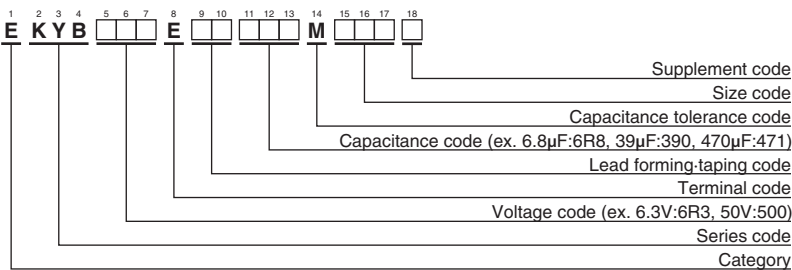 1 2 3 4 5 6 7 8 9 10 11 12 13 14 15 16 17 18
E KYB E M
Supplement code
Size code
Capacitance tolerance code
Capacitance code (ex. 6.8μF:6R8, 39μF:390, 470μF:471)
Lead forming·taping code
Terminal code
Voltage code (ex. 6.3V:6R3, 50V:500)
Series code
Category